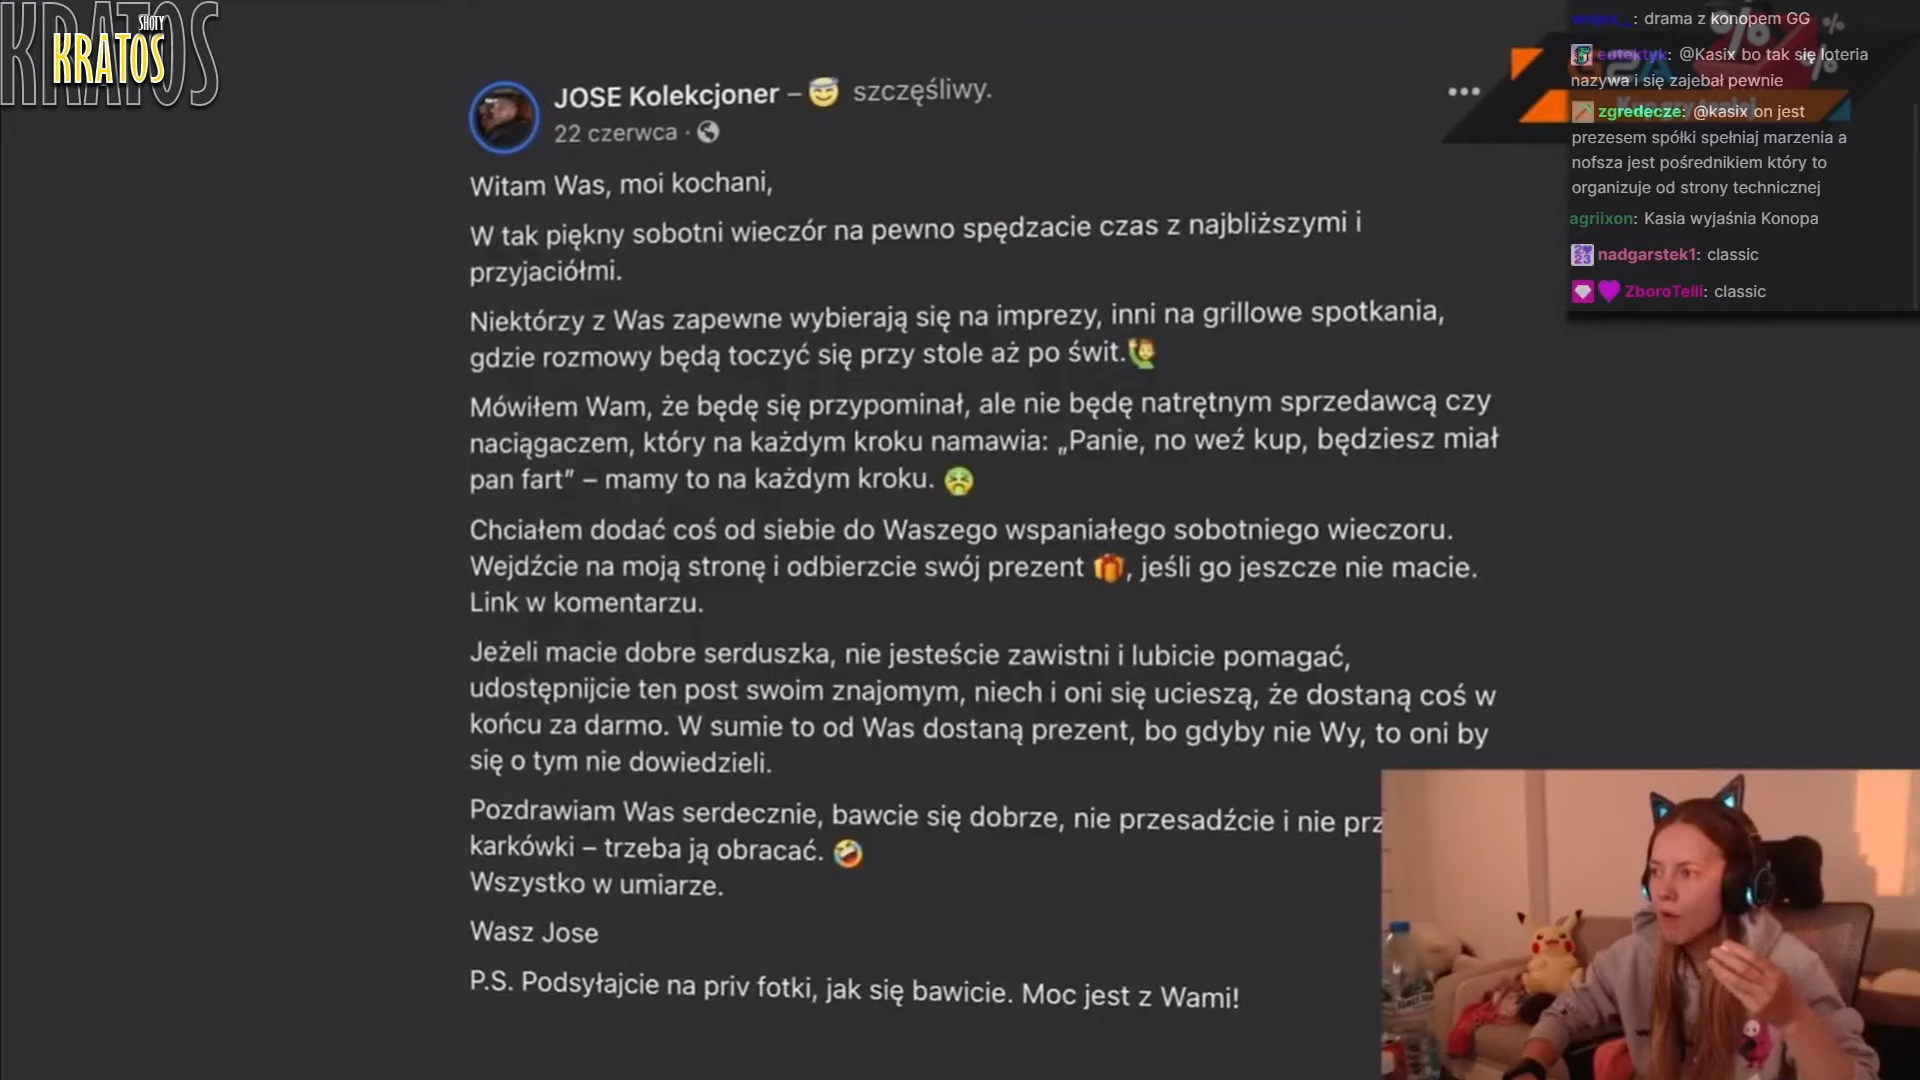 KRATOS
SHOTY
KRATOS
JOSE Kolekcjoner – 😇 szczęśliwy.
22 czerwca ·
Witam Was, moi kochani,
W tak piękny sobotni wieczór na pewno spędzacie czas z najbliższymi i
przyjaciółmi.
Niektórzy z Was zapewne wybierają się na imprezy, inni na grillowe spotkania,
gdzie rozmowy będą toczyć się przy stole aż po świt.🙋
Mówiłem Wam, że będę się przypominał, ale nie będę natrętnym sprzedawcą czy
naciągaczem, który na każdym kroku namawia: „Panie, no weź kup, będziesz miał
pan fart” – mamy to na każdym kroku. 🤮
Chciałem dodać coś od siebie do Waszego wspaniałego sobotniego wieczoru.
Wejdźcie na moją stronę i odbierzcie swój prezent 🎁, jeśli go jeszcze nie macie.
Link w komentarzu.
Jeżeli macie dobre serduszka, nie jesteście zawistni i lubicie pomagać,
udostępnijcie ten post swoim znajomym, niech i oni się ucieszą, że dostaną coś w
końcu za darmo. W sumie to od Was dostaną prezent, bo gdyby nie Wy, to oni by
się o tym nie dowiedzieli.
Pozdrawiam Was serdecznie, bawcie się dobrze, nie przesadźcie i nie prz
karkówki – trzeba ją obracać. 🤣
Wszystko w umiarze.
Wasz Jose
P.S. Podsyłajcie na priv fotki, jak się bawicie. Moc jest z Wami!
: drama z konopem GG
eutektyk: @Kasix bo tak się loteria
nazywa i się zajebał pewnie
zgredecze: @kasix on jest
prezesem spółki spełniaj marzenia a
nofsza jest pośrednikiem który to
organizuje od strony technicznej
agriixon: Kasia wyjaśnia Konopa
nadgarstek1: classic
ZboroTelli: classic